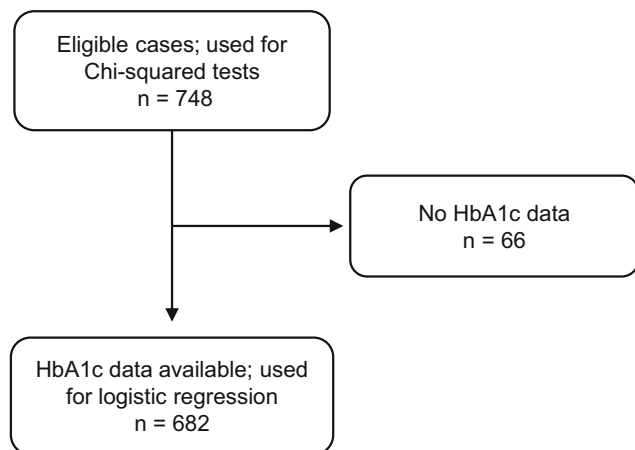 Eligible cases; used for
Chi-squared tests
n = 748
No HbA1c data
n = 66
HbA1c data available; used
for logistic regression
n = 682